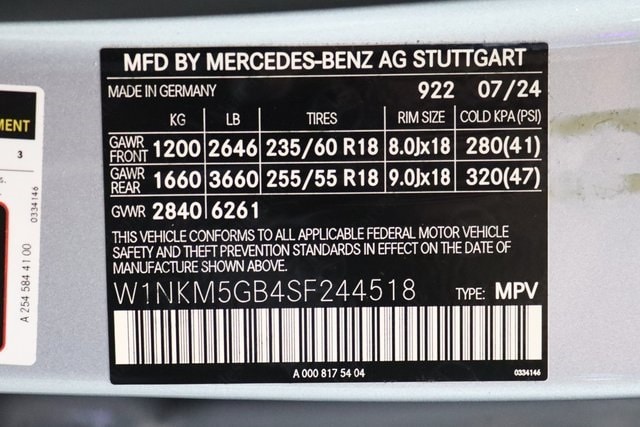 MFD BY MERCEDES-BENZ AG STUTTGART
MADE IN GERMANY 922 07/24
KG LB TIRES RIM SIZE COLD KPA (PSI)
GAWR FRONT 1200 2646 235/60 R18 8.0Jx18 280(41)
GAWR REAR 1660 3660 255/55 R18 9.0Jx18 320(47)
GVWR 2840 6261
THIS VEHICLE CONFORMS TO ALL APPLICABLE FEDERAL MOTOR VEHICLE
SAFETY AND THEFT PREVENTION STANDARDS IN EFFECT ON THE DATE OF
MANUFACTURE AS SHOWN ABOVE.
W1NKM5GB4SF244518 TYPE: MPV
A 000 817 54 04 0334146
MENT
3
s.
0334146
A 254 584 41 00